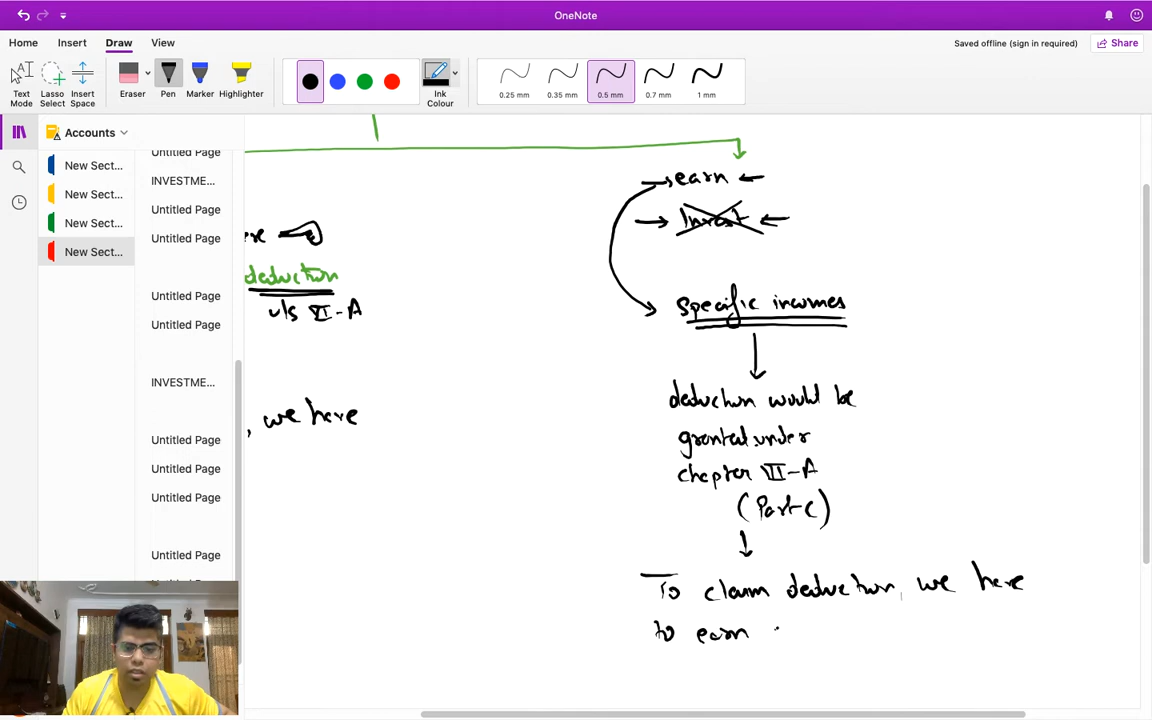 OneNote
Home Insert Draw View
Saved offline (sign in required) Share
Text Mode
Lasso Select
Insert Space
Eraser
Pen
Marker
Highlighter
Ink Colour
0.25 mm
0.35 mm
0.5 mm
0.7 mm
1 mm
Accounts
New Sect...
New Sect...
New Sect...
New Sect...
Untitled Page
INVESTME...
Untitled Page
Untitled Page
Untitled Page
Untitled Page
INVESTME...
Untitled Page
Untitled Page
Untitled Page
Untitled Page
deduction
u/s VI-A
, we have
earn
Invest
specific incomes
deduction would be
granted under
chapter VI-A
(Part-C)
To claim deduction, we have
to earn